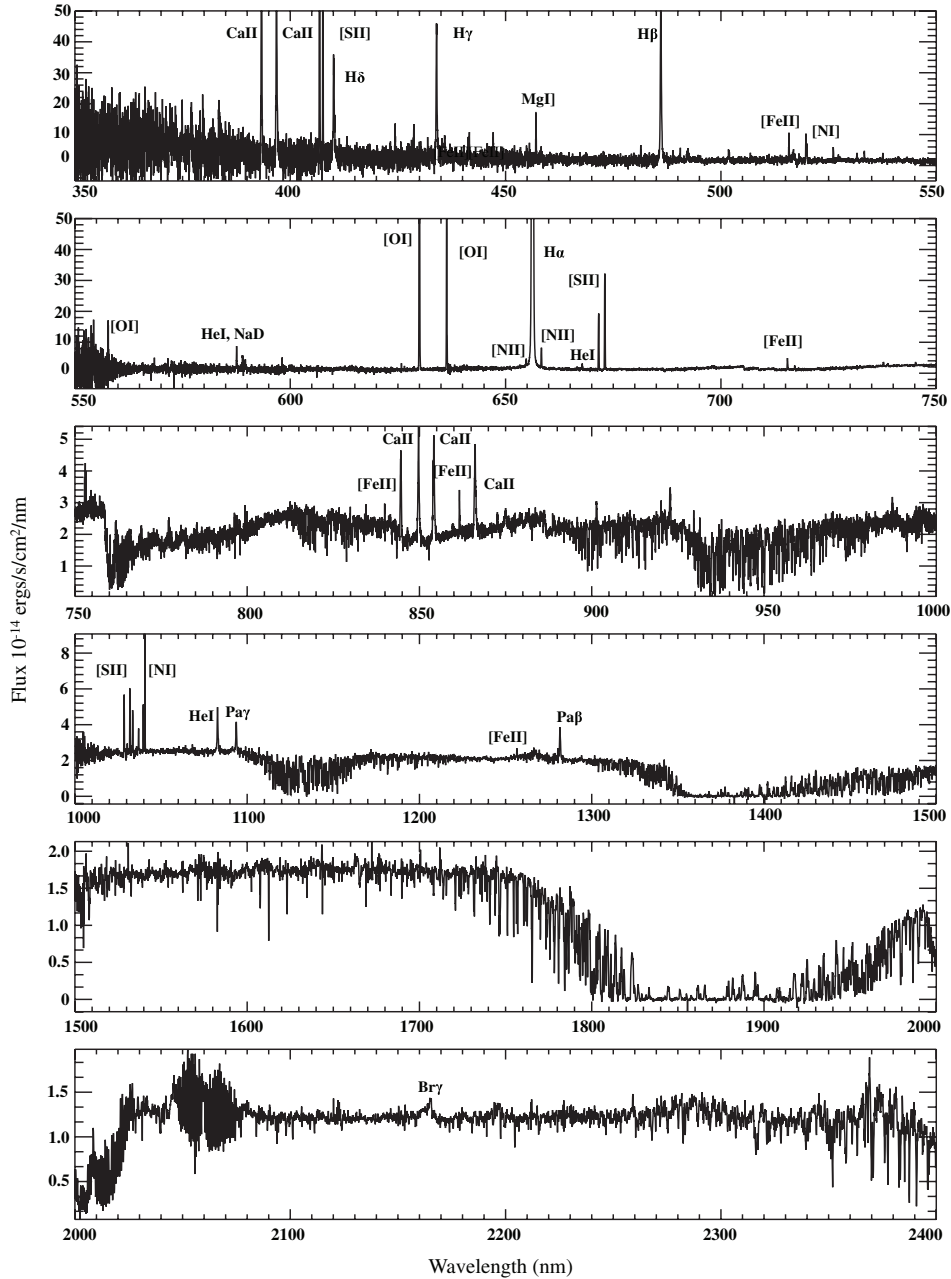 50
40
30
20
10
0
CaII
CaII
[SII]
Hδ
Hγ
MgI]
Hβ
[FeII]
[NI]
350
400
450
500
550
50
40
30
20
10
0
[OI]
HeI, NaD
[OI]
[OI]
[NII]
Hα
[NII]
HeI
[SII]
[FeII]
550
600
650
700
750
5
4
3
2
1
[FeII]
CaII
CaII
[FeII]
CaII
750
800
850
900
950
1000
8
6
4
2
0
[SII]
[NI]
HeI
Paγ
[FeII]
Paβ
1000
1100
1200
1300
1400
1500
2.0
1.5
1.0
0.5
0
1500
1600
1700
1800
1900
2000
1.5
1.0
0.5
Brγ
2000
2100
2200
2300
2400
Flux 10⁻¹⁴ ergs/s/cm²/nm
Wavelength (nm)